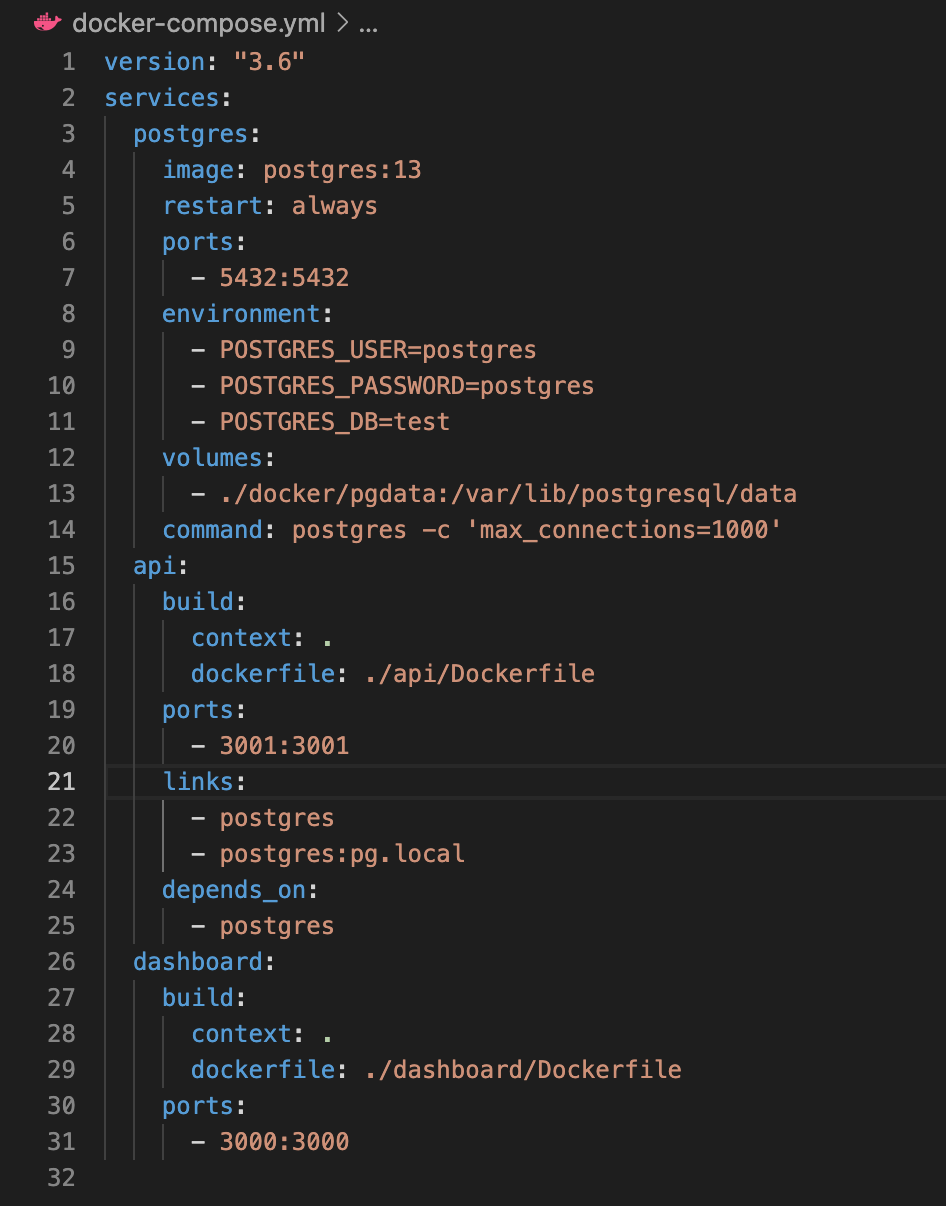 docker-compose.yml > ...
1 version: "3.6"
2 services:
3   postgres:
4     image: postgres:13
5     restart: always
6     ports:
7       - 5432:5432
8     environment:
9       - POSTGRES_USER=postgres
10       - POSTGRES_PASSWORD=postgres
11       - POSTGRES_DB=test
12     volumes:
13       - ./docker/pgdata:/var/lib/postgresql/data
14     command: postgres -c 'max_connections=1000'
15   api:
16     build:
17       context: .
18       dockerfile: ./api/Dockerfile
19     ports:
20       - 3001:3001
21     links:
22       - postgres
23       - postgres:pg.local
24     depends_on:
25       - postgres
26   dashboard:
27     build:
28       context: .
29       dockerfile: ./dashboard/Dockerfile
30     ports:
31       - 3000:3000
32